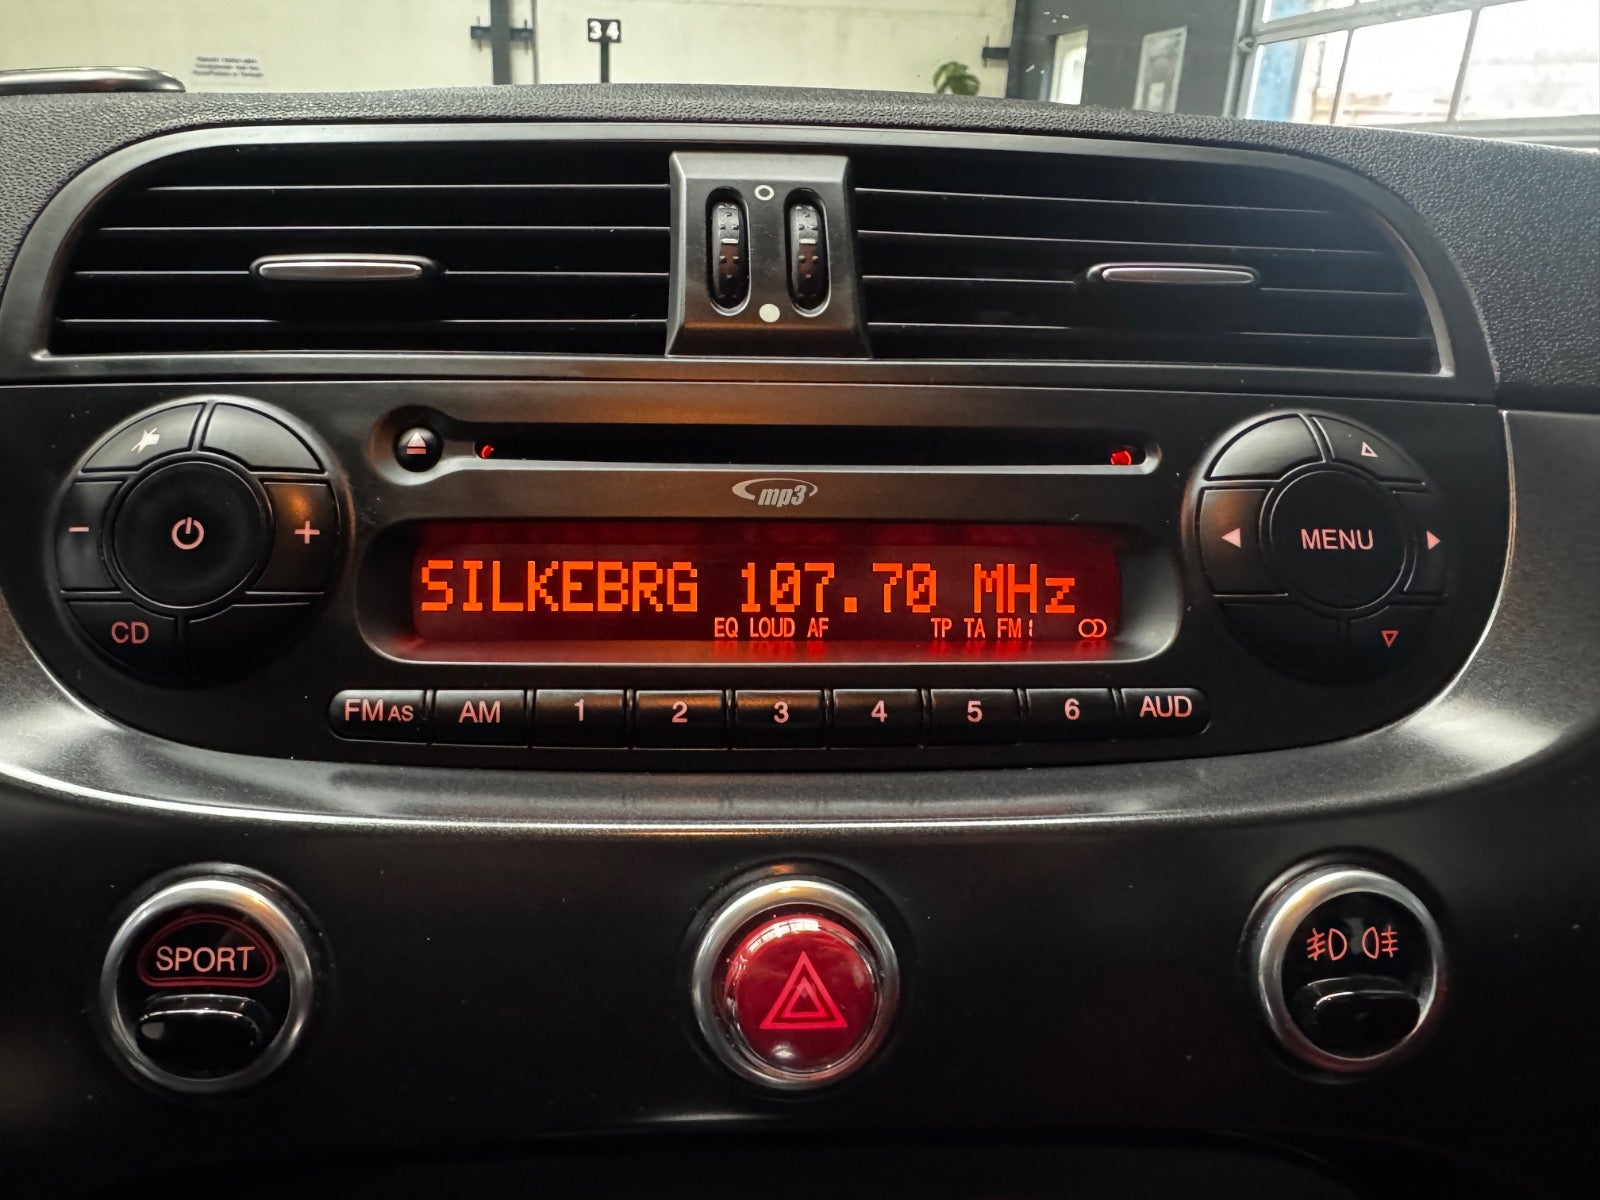 34
mp3
CD
MENU
SILKEBRG 107.70 MHz
EQ LOUD AF TP TA FM1
FM AS AM 1 2 3 4 5 6 AUD
SPORT